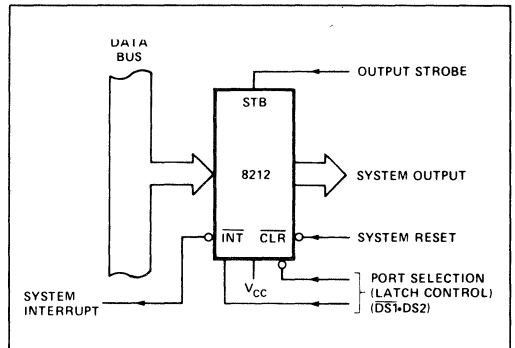 DATA
BUS
OUTPUT STROBE
STB
8212
SYSTEM OUTPUT
INT CLR
SYSTEM RESET
PORT SELECTION
(LATCH CONTROL)
(DS1•DS2)
VCC
SYSTEM
INTERRUPT